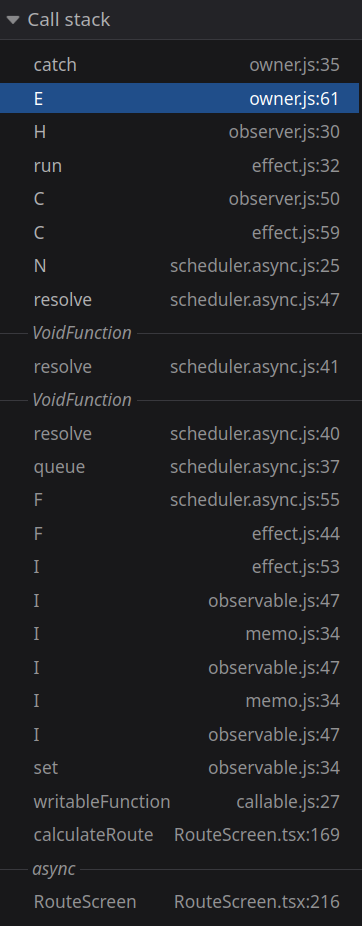 Call stack
catch owner.js:35
E owner.js:61
H observer.js:30
run effect.js:32
C observer.js:50
C effect.js:59
N scheduler.async.js:25
resolve scheduler.async.js:47
VoidFunction
resolve scheduler.async.js:41
VoidFunction
resolve scheduler.async.js:40
queue scheduler.async.js:37
F scheduler.async.js:55
F effect.js:44
I effect.js:53
I observable.js:47
I memo.js:34
I observable.js:47
I memo.js:34
I observable.js:47
set observable.js:34
writableFunction callable.js:27
calculateRoute RouteScreen.tsx:169
async
RouteScreen RouteScreen.tsx:216